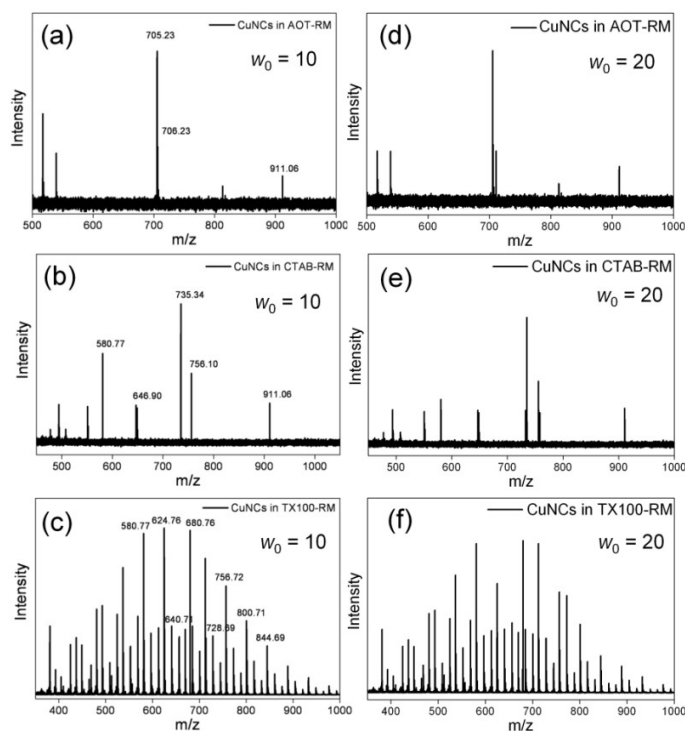 (a)
705.23
CuNCs in AOT-RM
w₀ = 10
706.23
911.06
Intensity
500 600 700 800 900 1000
m/z
(d)
CuNCs in AOT-RM
w₀ = 20
Intensity
500 600 700 800 900 1000
m/z
(b)
CuNCs in CTAB-RM
735.34
w₀ = 10
580.77
756.10
646.90
911.06
Intensity
500 600 700 800 900 1000
m/z
(e)
CuNCs in CTAB-RM
w₀ = 20
Intensity
500 600 700 800 900 1000
m/z
(c)
CuNCs in TX100-RM
624.76
580.77
680.76
w₀ = 10
756.72
640.71
728.69
800.71
844.69
Intensity
400 500 600 700 800 900 1000
m/z
(f)
CuNCs in TX100-RM
w₀ = 20
Intensity
400 500 600 700 800 900 1000
m/z